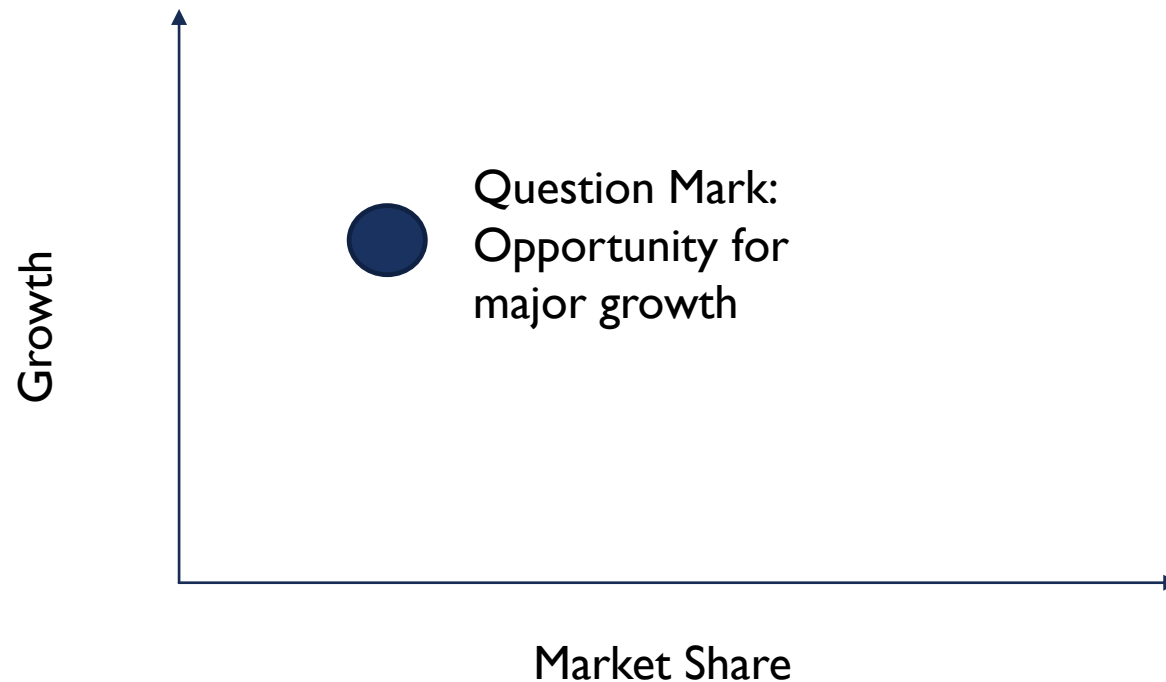 Growth
Question Mark:
Opportunity for
major growth
Market Share